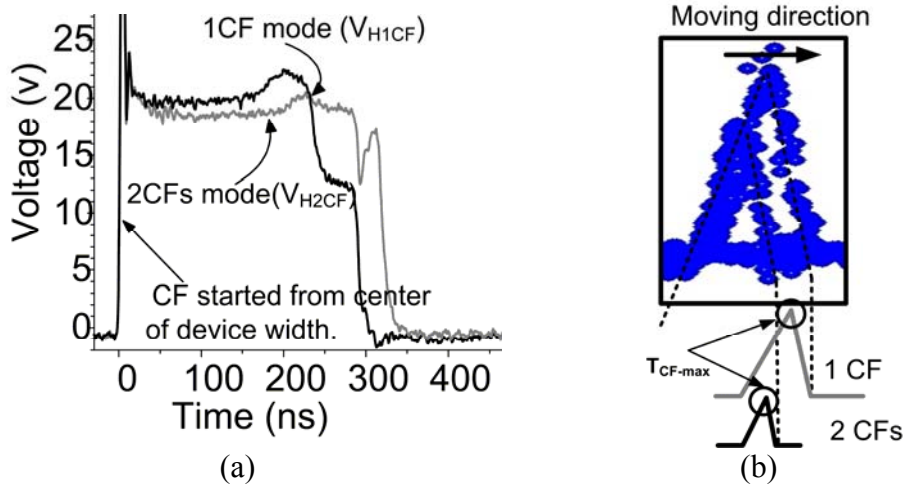 25
20
15
10
5
0
Voltage (v)
1CF mode (VH1CF)
2CFs mode(VH2CF)
CF started from center
of device width.
0 100 200 300 400
Time (ns)
(a)
Moving direction
TCF-max
1 CF
2 CFs
(b)